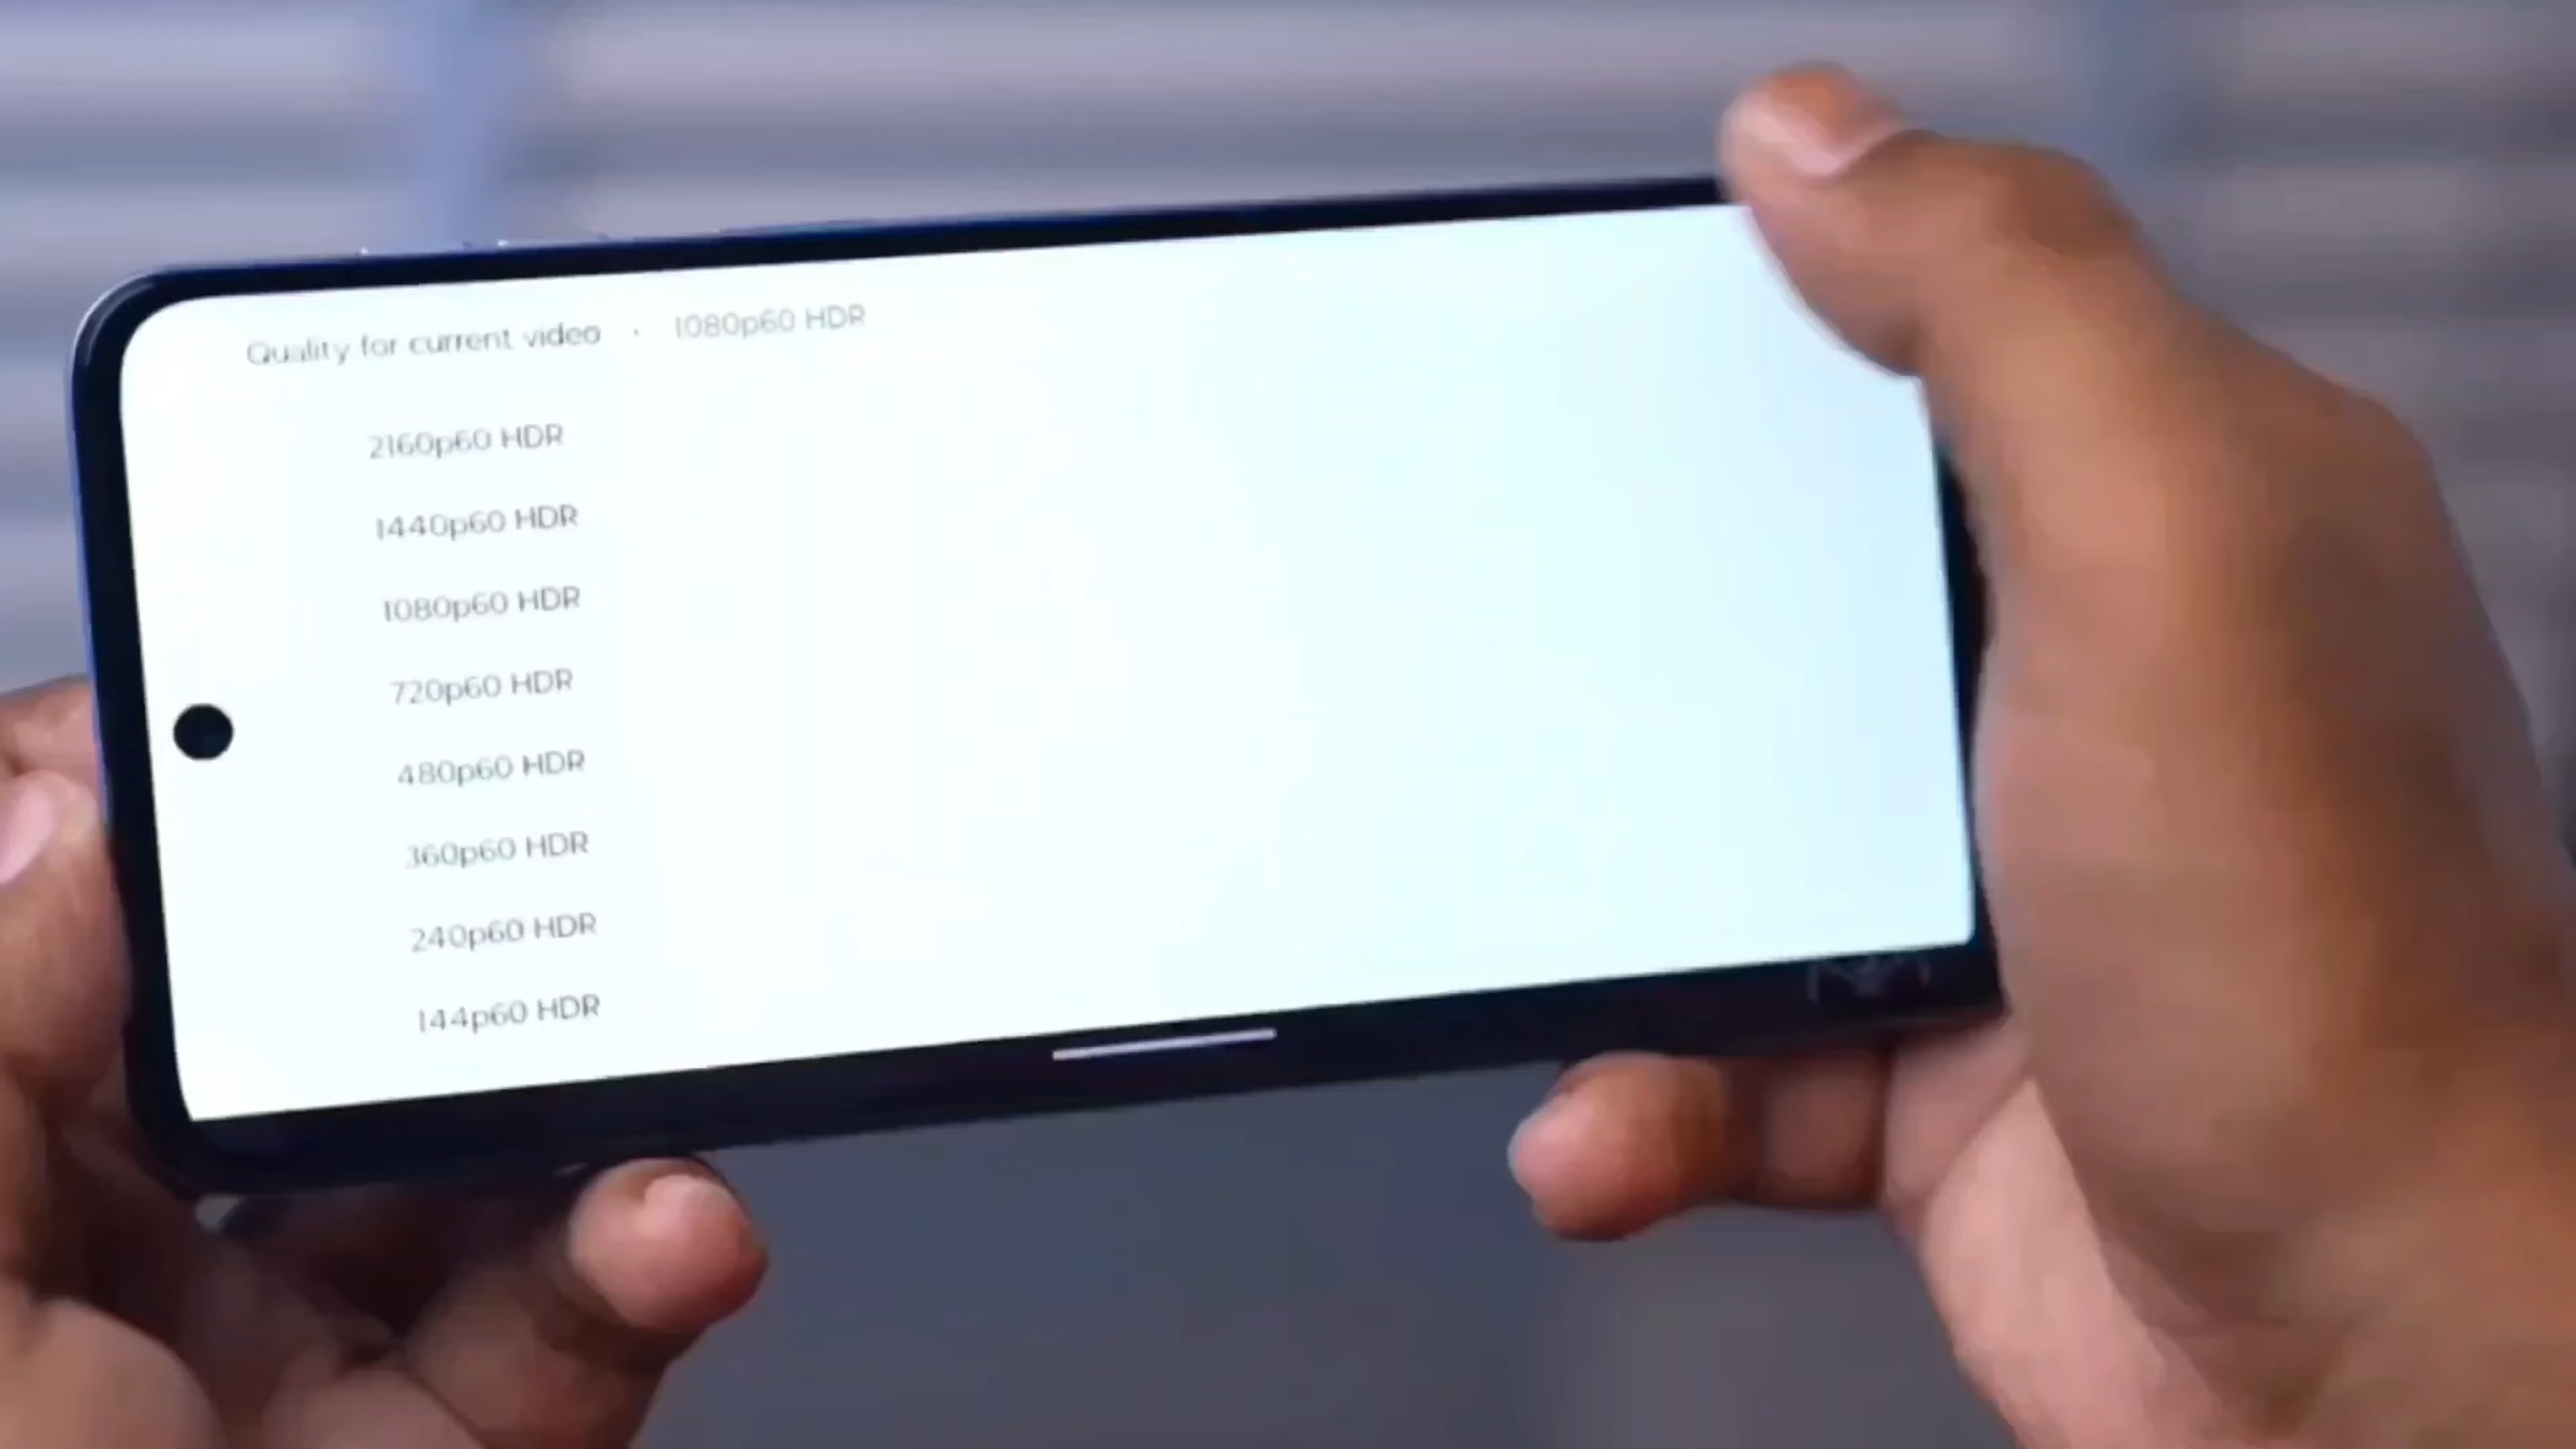 Quality for current video • 1080p60 HDR
2160p60 HDR
1440p60 HDR
1080p60 HDR
720p60 HDR
480p60 HDR
360p60 HDR
240p60 HDR
144p60 HDR